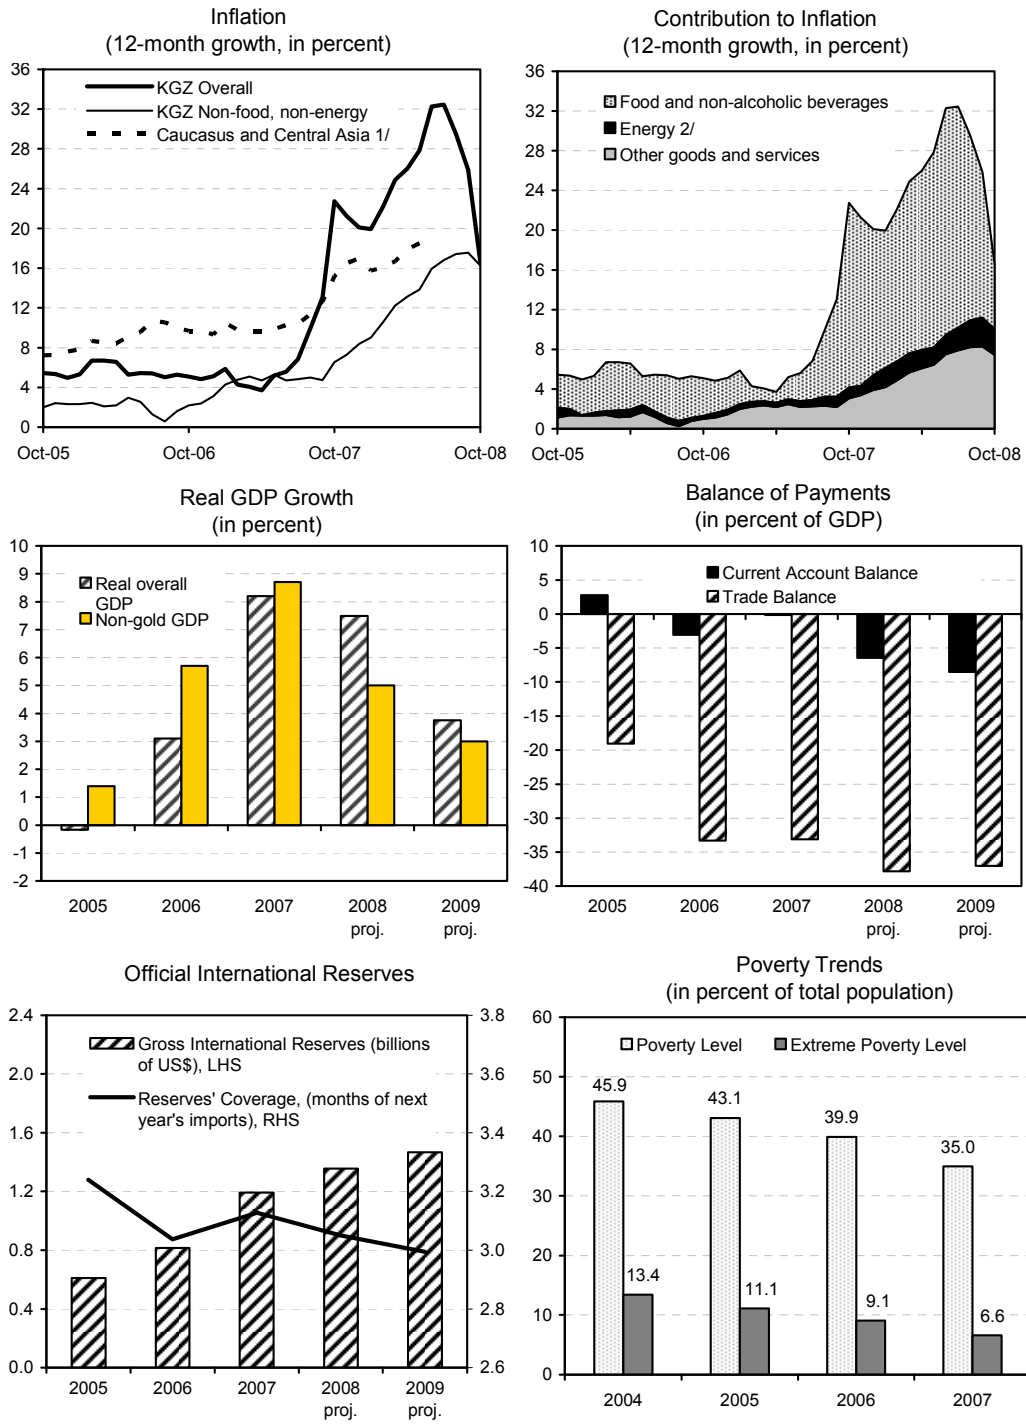 Inflation
(12-month growth, in percent)
36
32
28
24
20
16
12
8
4
0
KGZ Overall
KGZ Non-food, non-energy
Caucasus and Central Asia 1/
Oct-05
Oct-06
Oct-07
Oct-08
Contribution to Inflation
(12-month growth, in percent)
36
32
28
24
20
16
12
8
4
0
Food and non-alcoholic beverages
Energy 2/
Other goods and services
Oct-05
Oct-06
Oct-07
Oct-08
Real GDP Growth
(in percent)
10
9
8
7
6
5
4
3
2
1
0
-1
-2
Real overall
GDP
Non-gold GDP
2005
2006
2007
2008
proj.
2009
proj.
Balance of Payments
(in percent of GDP)
10
5
0
-5
-10
-15
-20
-25
-30
-35
-40
Current Account Balance
Trade Balance
2005
2006
2007
2008
proj.
2009
proj.
Official International Reserves
2.4
2.0
1.6
1.2
0.8
0.4
0.0
Gross International Reserves (billions
of US$), LHS
Reserves' Coverage, (months of next
year's imports), RHS
3.8
3.6
3.4
3.2
3.0
2.8
2.6
2005
2006
2007
2008
proj.
2009
proj.
Poverty Trends
(in percent of total population)
60
50
40
30
20
10
0
Poverty Level
Extreme Poverty Level
45.9
43.1
39.9
35.0
13.4
11.1
9.1
6.6
2004
2005
2006
2007